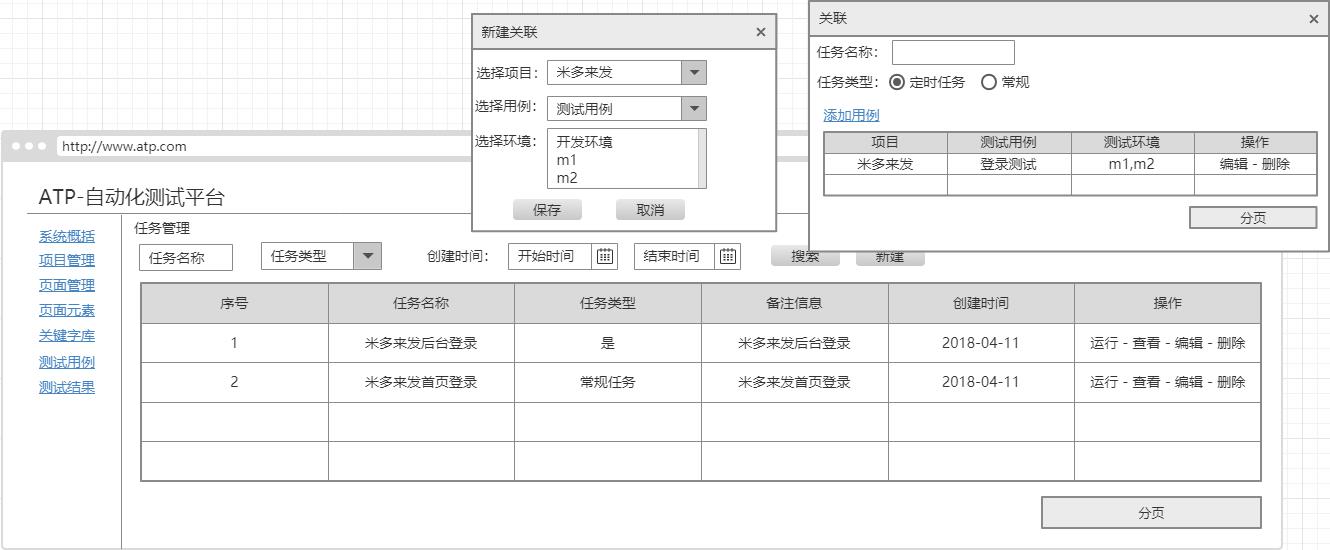 新建关联 ×
选择项目： 米多来发
选择用例： 测试用例
选择环境： 开发环境
m1
m2
保存 取消
关联 ×
任务名称：
任务类型： 定时任务 常规
添加用例
项目 测试用例 测试环境 操作
米多来发 登录测试 m1,m2 编辑 - 删除
分页
http://www.atp.com
ATP-自动化测试平台
系统概括
项目管理
页面管理
页面元素
关键字库
测试用例
测试结果
任务管理
任务名称 任务类型 创建时间： 开始时间 结束时间 搜索 新建
序号 任务名称 任务类型 备注信息 创建时间 操作
1 米多来发后台登录 是 米多来发后台登录 2018-04-11 运行 - 查看 - 编辑 - 删除
2 米多来发首页登录 常规任务 米多来发首页登录 2018-04-11 运行 - 查看 - 编辑 - 删除
分页